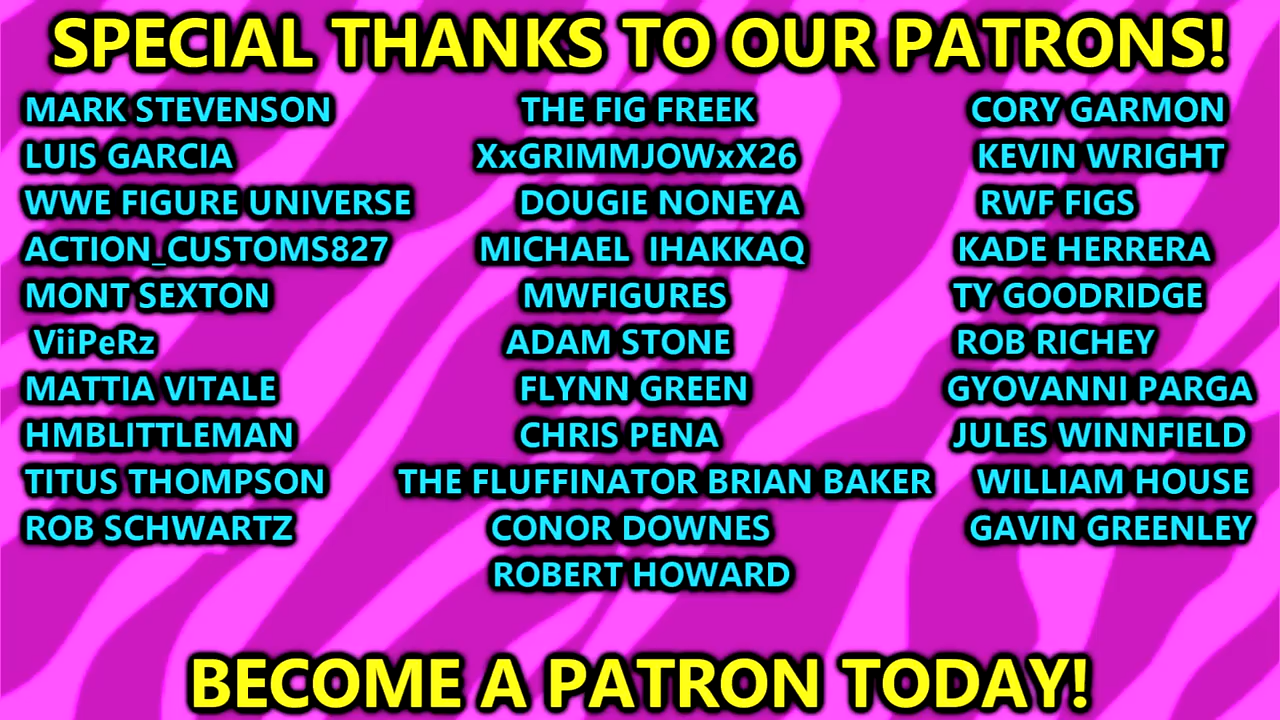 SPECIAL THANKS TO OUR PATRONS!
MARK STEVENSON THE FIG FREEK CORY GARMON
LUIS GARCIA XxGRIMMJOWxX26 KEVIN WRIGHT
WWE FIGURE UNIVERSE DOUGIE NONEYA RWF FIGS
ACTION_CUSTOMS827 MICHAEL IHAKKAQ KADE HERRERA
MONT SEXTON MWFIGURES TY GOODRIDGE
ViiPeRz ADAM STONE ROB RICHEY
MATTIA VITALE FLYNN GREEN GYOVANNI PARGA
HMBLITTLEMAN CHRIS PENA JULES WINNFIELD
TITUS THOMPSON THE FLUFFINATOR BRIAN BAKER WILLIAM HOUSE
ROB SCHWARTZ CONOR DOWNES GAVIN GREENLEY
ROBERT HOWARD
BECOME A PATRON TODAY!